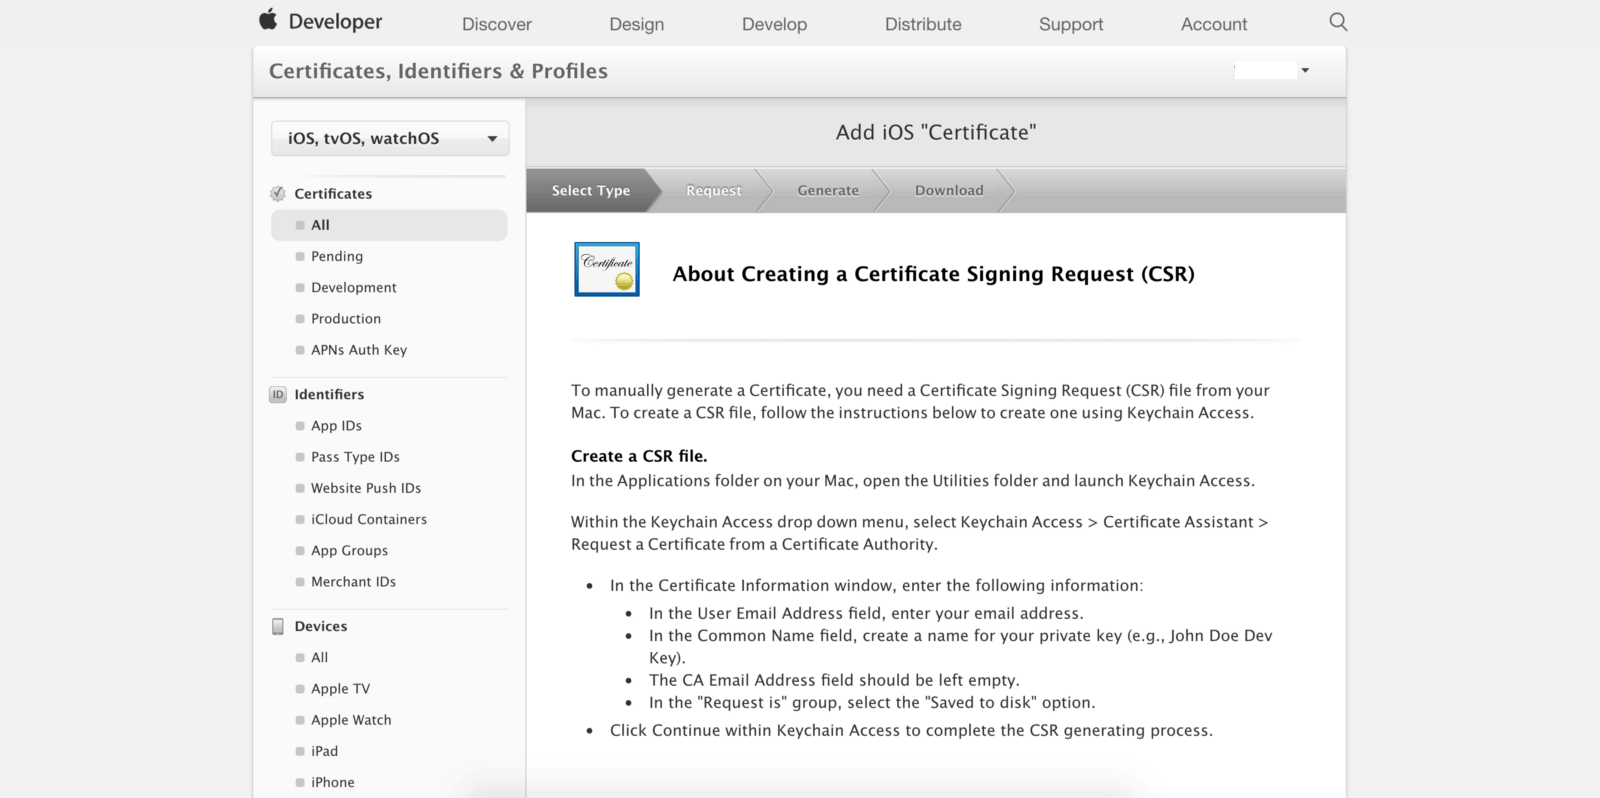 Developer
Discover
Design
Develop
Distribute
Support
Account
Certificates, Identifiers & Profiles
iOS, tvOS, watchOS
Certificates
All
Pending
Development
Production
APNs Auth Key
ID Identifiers
App IDs
Pass Type IDs
Website Push IDs
iCloud Containers
App Groups
Merchant IDs
Devices
All
Apple TV
Apple Watch
iPad
iPhone
Add iOS "Certificate"
Select Type
Request
Generate
Download
Certificate
About Creating a Certificate Signing Request (CSR)
To manually generate a Certificate, you need a Certificate Signing Request (CSR) file from your
Mac. To create a CSR file, follow the instructions below to create one using Keychain Access.
Create a CSR file.
In the Applications folder on your Mac, open the Utilities folder and launch Keychain Access.
Within the Keychain Access drop down menu, select Keychain Access > Certificate Assistant >
Request a Certificate from a Certificate Authority.
• In the Certificate Information window, enter the following information:
• In the User Email Address field, enter your email address.
• In the Common Name field, create a name for your private key (e.g., John Doe Dev
Key).
• The CA Email Address field should be left empty.
• In the "Request is" group, select the "Saved to disk" option.
• Click Continue within Keychain Access to complete the CSR generating process.